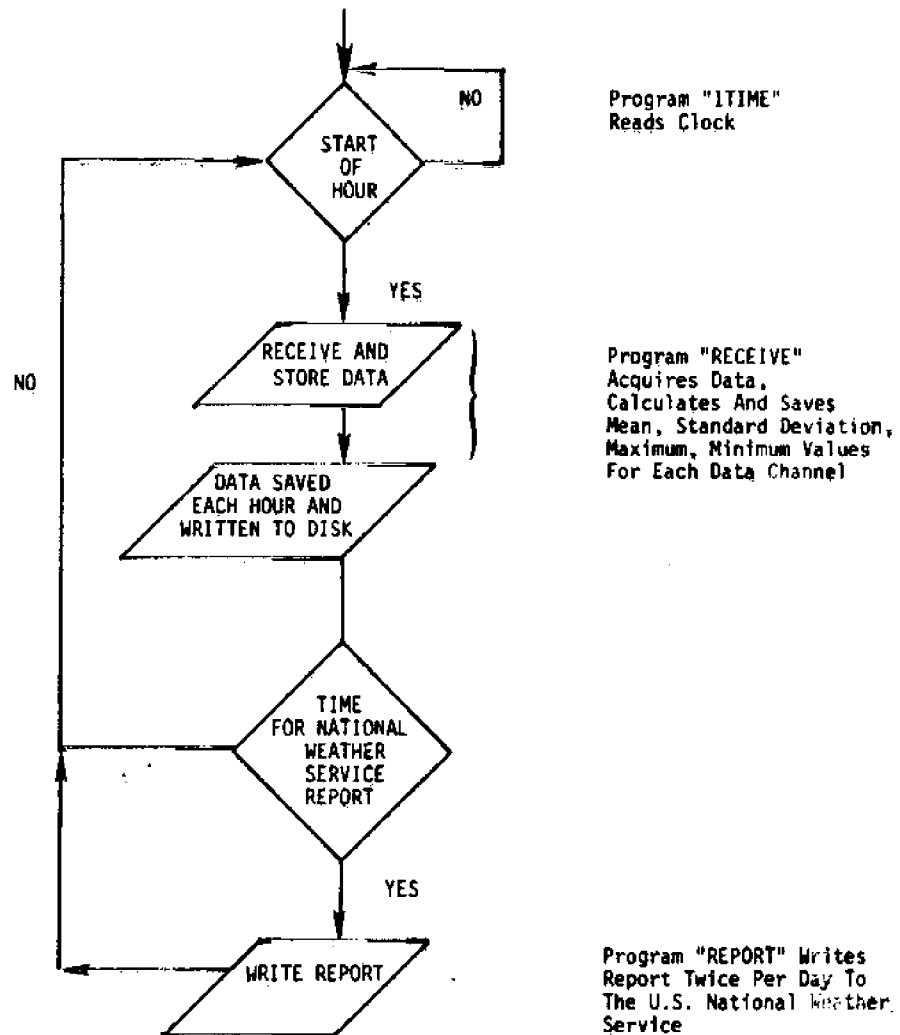 NO
START
OF
HOUR
Program "ITIME"
Reads Clock
YES
NO
RECEIVE AND
STORE DATA
Program "RECEIVE"
Acquires Data,
Calculates And Saves
Mean, Standard Deviation,
Maximum, Minimum Values
For Each Data Channel
DATA SAVED
EACH HOUR AND
WRITTEN TO DISK
TIME
FOR NATIONAL
WEATHER
SERVICE
REPORT
YES
WRITE REPORT
Program "REPORT" Writes
Report Twice Per Day To
The U.S. National Weather
Service